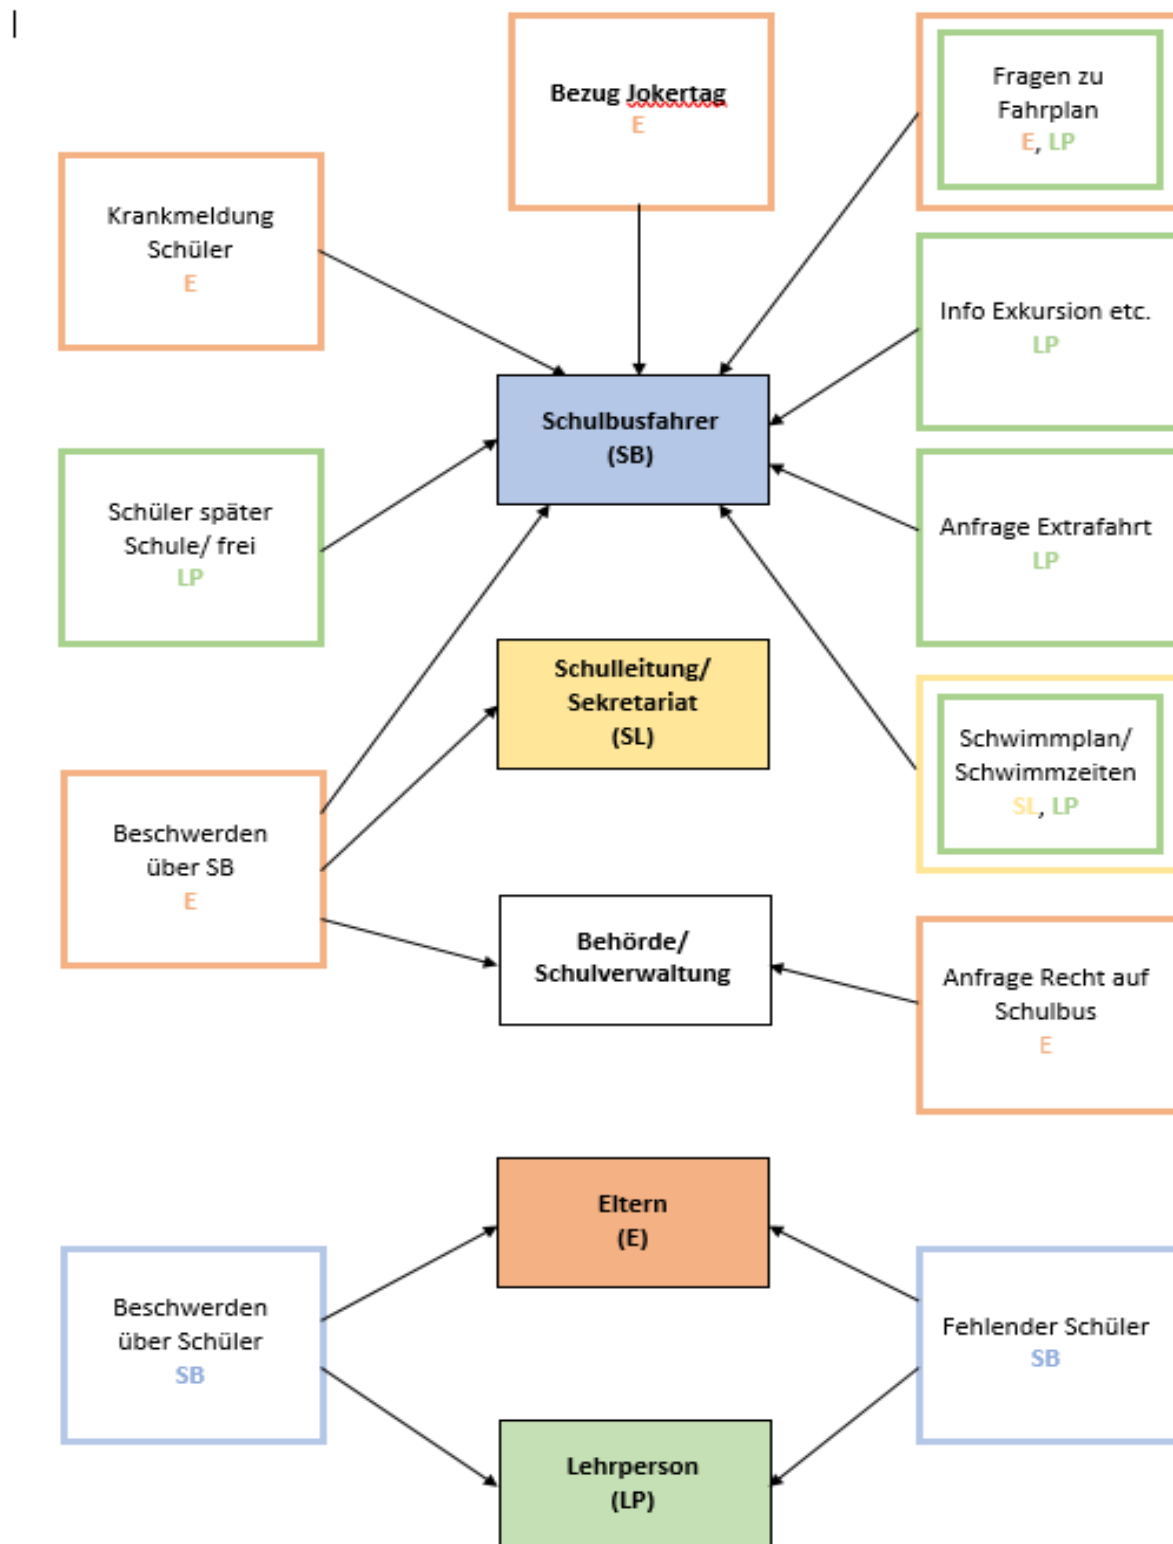 Bezug Jokertag
E
Fragen zu
Fahrplan
E, LP
Krankmeldung
Schüler
E
Info Exkursion etc.
LP
Schulbusfahrer
(SB)
Schüler später
Schule/ frei
LP
Anfrage Extrafahrt
LP
Schulleitung/
Sekretariat
(SL)
Schwimmplan/
Schwimmzeiten
SL, LP
Beschwerden
über SB
E
Behörde/
Schulverwaltung
Anfrage Recht auf
Schulbus
E
Eltern
(E)
Beschwerden
über Schüler
SB
Fehlender Schüler
SB
Lehrperson
(LP)